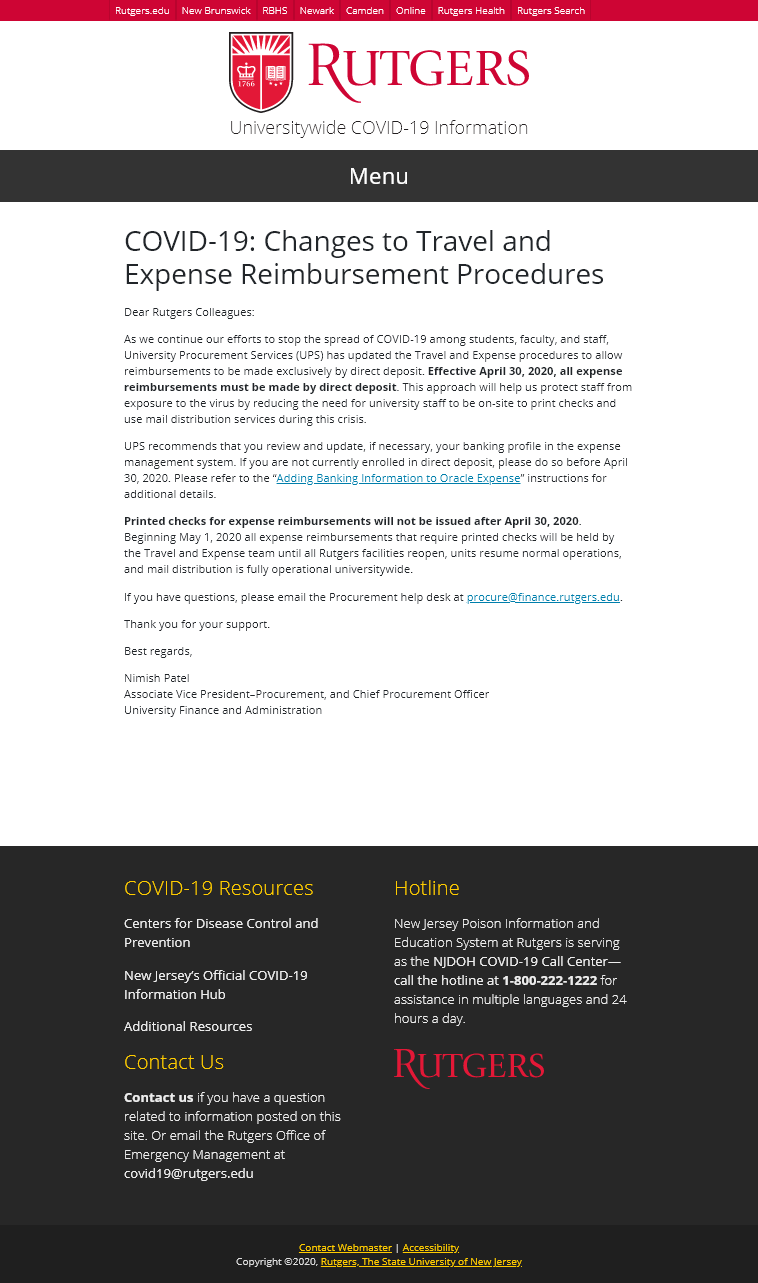 Rutgers.edu New Brunswick RBHS Newark Camden Online Rutgers Health Rutgers Search
1766
RUTGERS
Universitywide COVID-19 Information
Menu
COVID-19: Changes to Travel and
Expense Reimbursement Procedures
Dear Rutgers Colleagues:
As we continue our efforts to stop the spread of COVID-19 among students, faculty, and staff,
University Procurement Services (UPS) has updated the Travel and Expense procedures to allow
reimbursements to be made exclusively by direct deposit. Effective April 30, 2020, all expense
reimbursements must be made by direct deposit. This approach will help us protect staff from
exposure to the virus by reducing the need for university staff to be on-site to print checks and
use mail distribution services during this crisis.
UPS recommends that you review and update, if necessary, your banking profile in the expense
management system. If you are not currently enrolled in direct deposit, please do so before April
30, 2020. Please refer to the “Adding Banking Information to Oracle Expense” instructions for
additional details.
Printed checks for expense reimbursements will not be issued after April 30, 2020.
Beginning May 1, 2020 all expense reimbursements that require printed checks will be held by
the Travel and Expense team until all Rutgers facilities reopen, units resume normal operations,
and mail distribution is fully operational universitywide.
If you have questions, please email the Procurement help desk at procure@finance.rutgers.edu.
Thank you for your support.
Best regards,
Nimish Patel
Associate Vice President–Procurement, and Chief Procurement Officer
University Finance and Administration
COVID-19 Resources
Centers for Disease Control and
Prevention
New Jersey’s Official COVID-19
Information Hub
Additional Resources
Contact Us
Contact us if you have a question
related to information posted on this
site. Or email the Rutgers Office of
Emergency Management at
covid19@rutgers.edu
Hotline
New Jersey Poison Information and
Education System at Rutgers is serving
as the NJDOH COVID-19 Call Center—
call the hotline at 1-800-222-1222 for
assistance in multiple languages and 24
hours a day.
RUTGERS
Contact Webmaster | Accessibility
Copyright ©2020, Rutgers, The State University of New Jersey